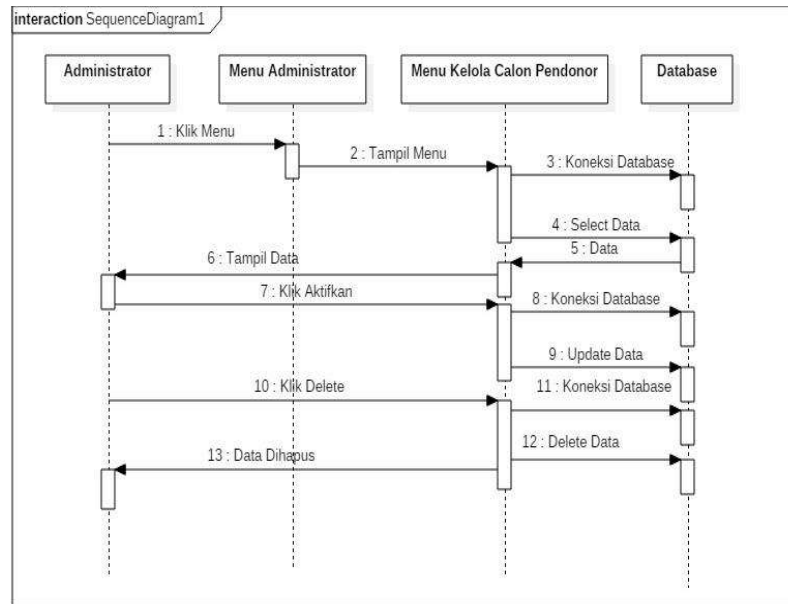 interaction SequenceDiagram1
Administrator
Menu Administrator
Menu Kelola Calon Pendonor
Database
1 : Klik Menu
2 : Tampil Menu
3 : Koneksi Database
4 : Select Data
5 : Data
6 : Tampil Data
7 : Klik Aktifkan
8 : Koneksi Database
9 : Update Data
10 : Klik Delete
11 : Koneksi Database
12 : Delete Data
13 : Data Dihapus